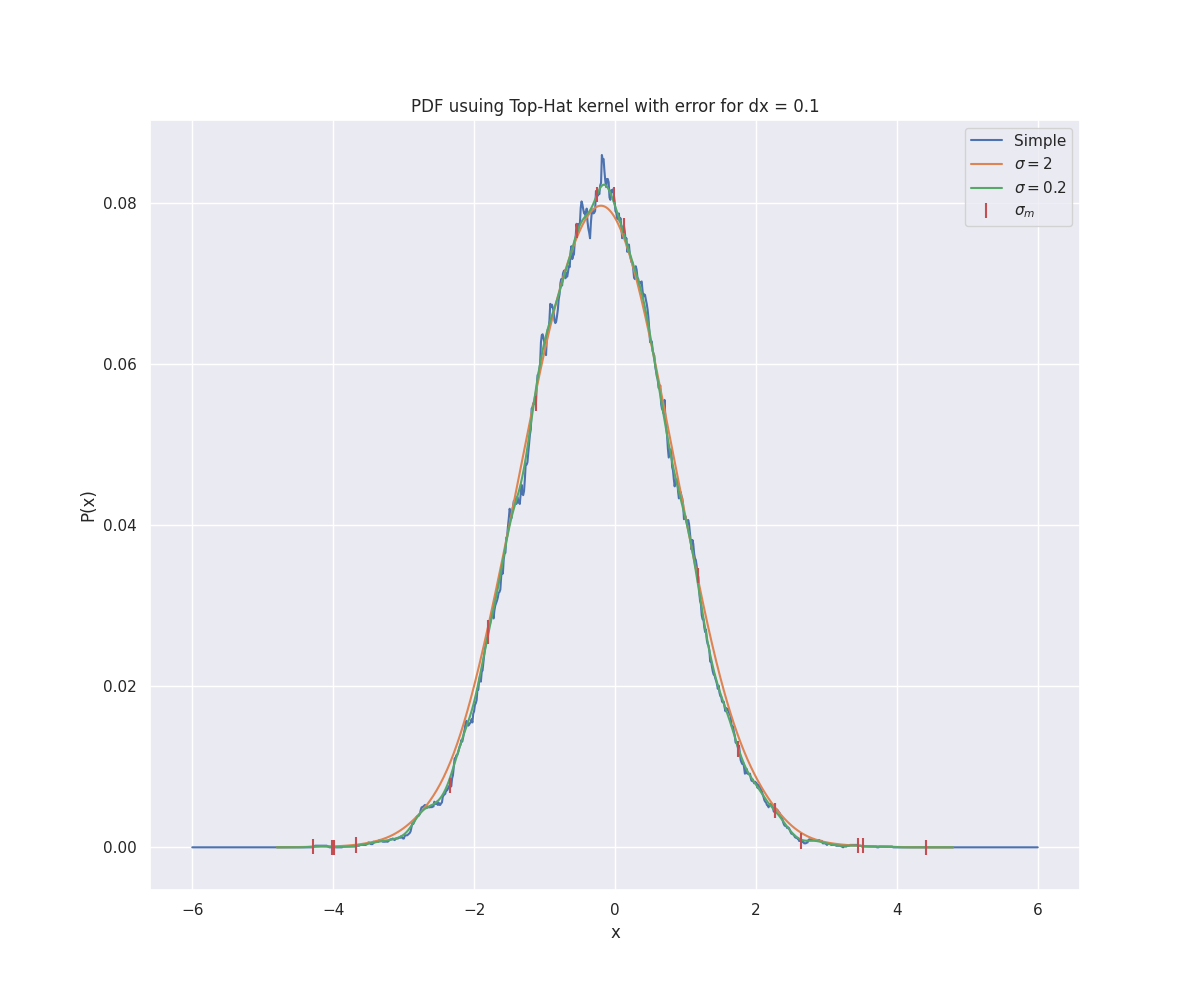 PDF usuing Top-Hat kernel with error for dx = 0.1
Simple
σ = 2
σ = 0.2
σₘ
0.08
0.06
0.04
0.02
0.00
P(x)
−6 −4 −2 0 2 4 6
x